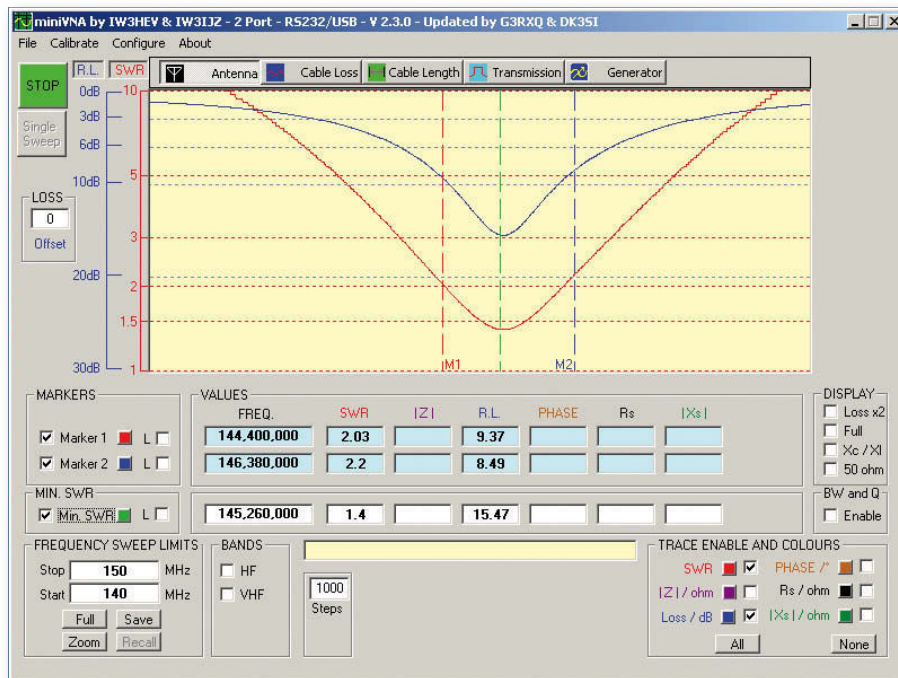 miniVNA by IW3HEV & IW3IJZ - 2 Port - RS232/USB - V 2.3.0 - Updated by G3RXQ & DK3SI
File Calibrate Configure About
STOP
Single
Sweep
R.L. SWR
Antenna Cable Loss Cable Length Transmission Generator
0dB 10
3dB
6dB
5
10dB
3
20dB
2
1.5
30dB 1
LOSS
0
Offset
M1 M2
MARKERS
Marker 1 L
Marker 2 L
VALUES
FREQ. SWR |Z| R.L. PHASE Rs |Xs|
144,400,000 2.03 9.37
146,380,000 2.2 8.49
DISPLAY
Loss x2
Full
Xc / Xl
50 ohm
MIN. SWR
Min. SWR L
145,260,000 1.4 15.47
BW and Q
Enable
FREQUENCY SWEEP LIMITS
Stop 150 MHz
Start 140 MHz
Full Save
Zoom Recall
BANDS
HF
VHF
1000
Steps
TRACE ENABLE AND COLOURS
SWR PHASE /°
|Z| / ohm Rs / ohm
Loss / dB |Xs| / ohm
All None